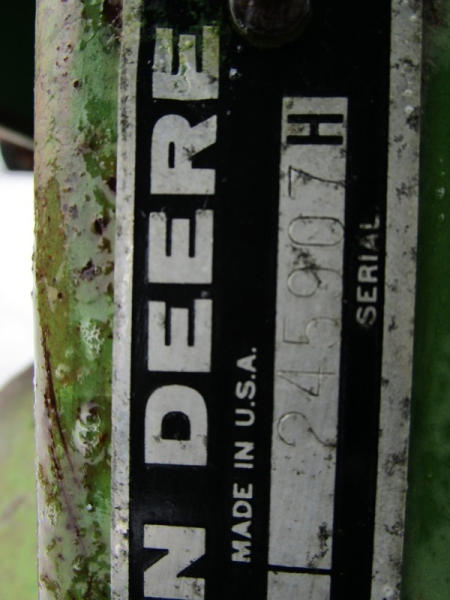 N DEERE
MADE IN U.S.A.
245907H
SERIAL